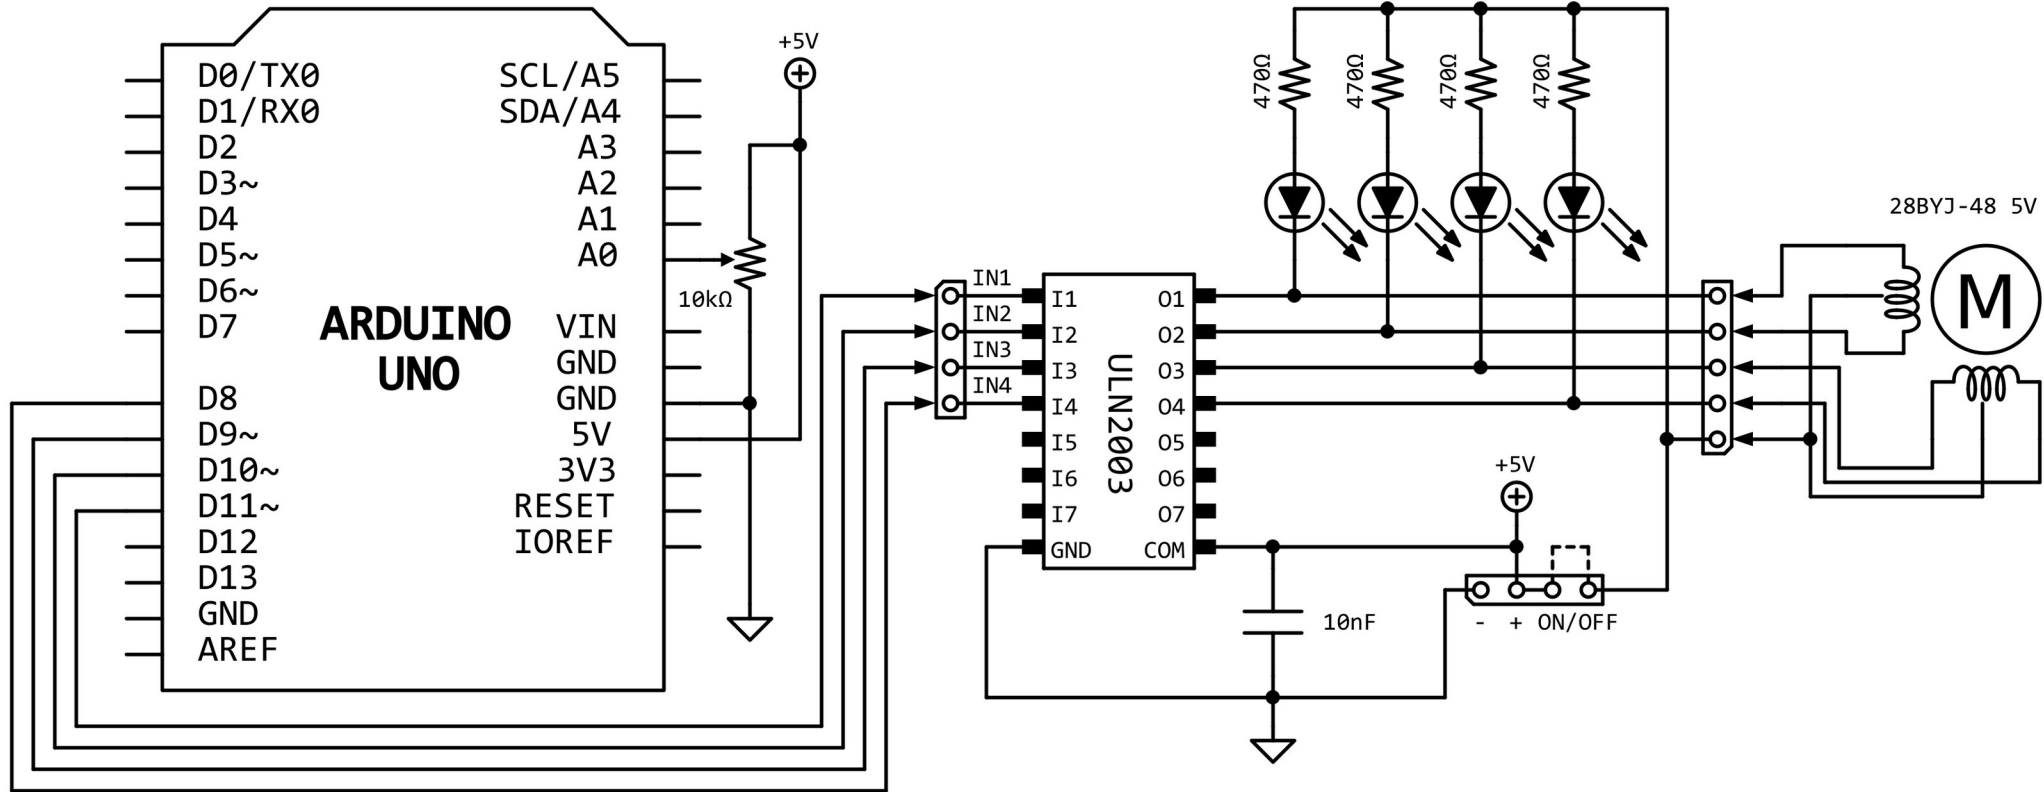 D0/TX0
D1/RX0
D2
D3~
D4
D5~
D6~
D7
D8
D9~
D10~
D11~
D12
D13
GND
AREF
ARDUINO
UNO
SCL/A5
SDA/A4
A3
A2
A1
A0
VIN
GND
GND
5V
3V3
RESET
IOREF
+5V
10kΩ
IN1
IN2
IN3
IN4
I1
I2
I3
I4
I5
I6
I7
GND
ULN2003
O1
O2
O3
O4
O5
O6
O7
COM
470Ω
470Ω
470Ω
470Ω
+5V
10nF
- + ON/OFF
28BYJ-48 5V
M